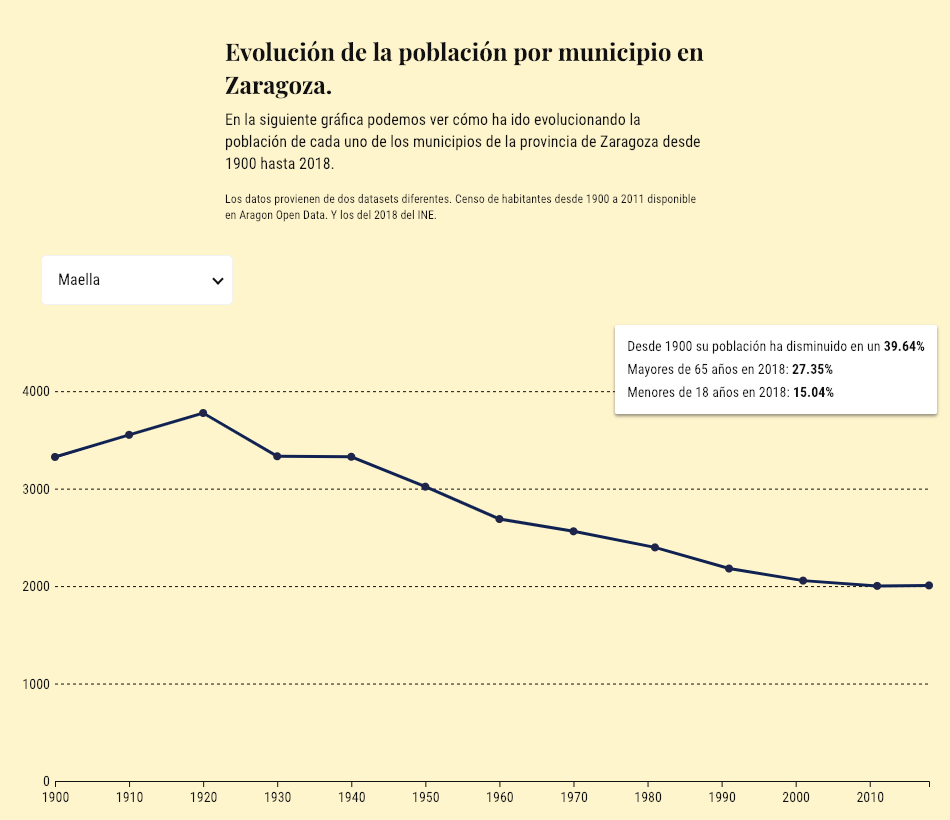 Evolución de la población por municipio en
Zaragoza.
En la siguiente gráfica podemos ver cómo ha ido evolucionando la
población de cada uno de los municipios de la provincia de Zaragoza desde
1900 hasta 2018.
Los datos provienen de dos datasets diferentes. Censo de habitantes desde 1900 a 2011 disponible
en Aragon Open Data. Y los del 2018 del INE.
Maella
Desde 1900 su población ha disminuido en un 39.64%
Mayores de 65 años en 2018: 27.35%
Menores de 18 años en 2018: 15.04%
4000
3000
2000
1000
0
1900 1910 1920 1930 1940 1950 1960 1970 1980 1990 2000 2010